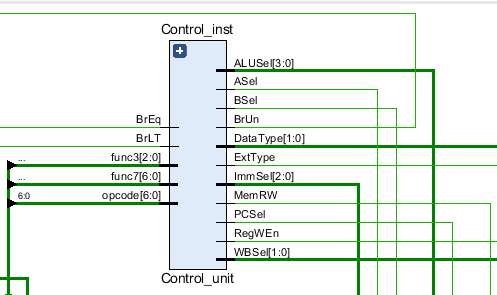 Control_inst
ALUSel[3:0]
ASel
BSel
BrEq
BrUn
BrLT
DataType[1:0]
...
func3[2:0]
ExtType
...
func7[6:0]
ImmSel[2:0]
6:0
opcode[6:0]
MemRW
PCSel
RegWEn
WBSel[1:0]
Control_unit